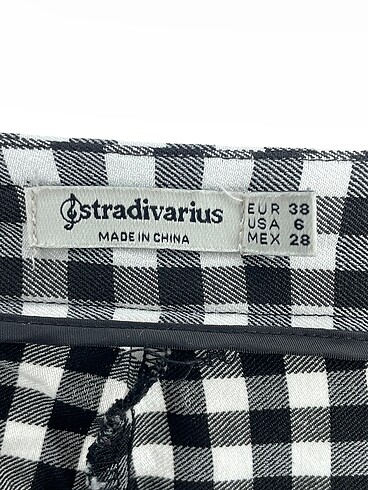 stradivarius
MADE IN CHINA
EUR 38
USA 6
MEX 28